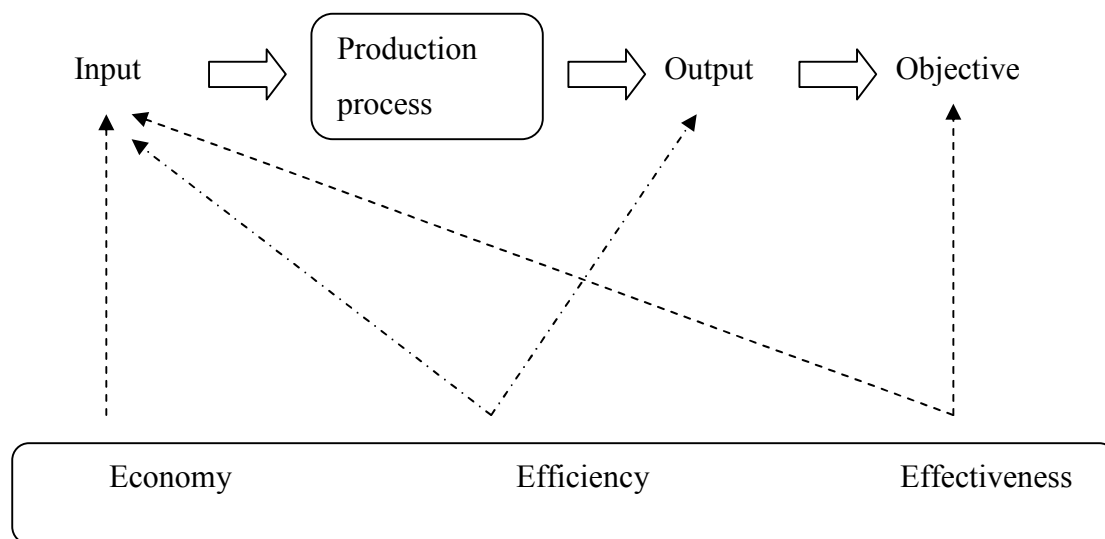 Input
Production
process
Output
Objective
Economy
Efficiency
Effectiveness